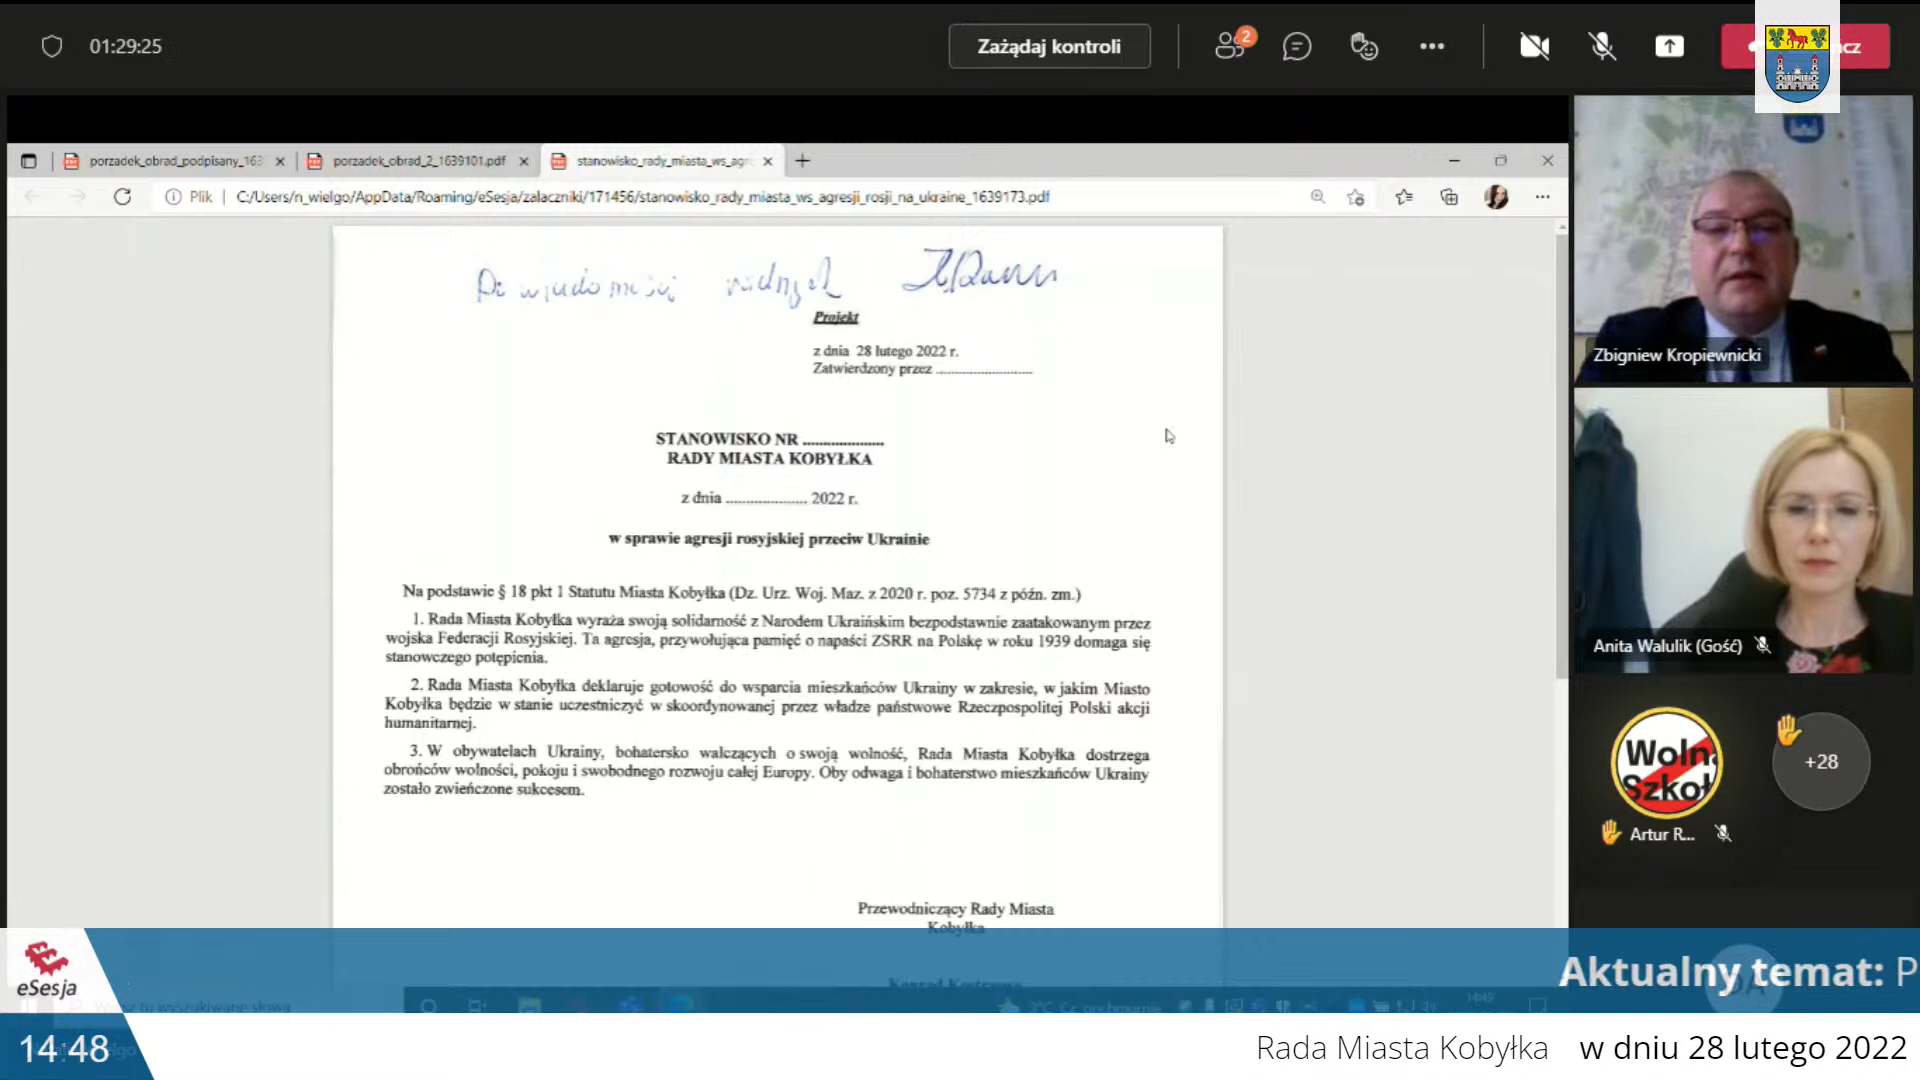 01:29:25
Zażądaj kontroli
2
cz
porzadek_obrad_podpisany_163
porzadek_obrad_2_1639101.pdf
stanowisko_rady_miasta_ws_agr
Plik
C:/Users/n_wielgo/AppData/Roaming/eSesja/zalaczniki/171456/stanowisko_rady_miasta_ws_agresji_rosji_na_ukraine_1639173.pdf
Projekt
z dnia 28 lutego 2022 r.
Zatwierdzony przez ..........................
STANOWISKO NR .....................
RADY MIASTA KOBYŁKA
z dnia ..................... 2022 r.
w sprawie agresji rosyjskiej przeciw Ukrainie
Na podstawie § 18 pkt 1 Statutu Miasta Kobyłka (Dz. Urz. Woj. Maz. z 2020 r. poz. 5734 z późn. zm.)
1. Rada Miasta Kobyłka wyraża swoją solidarność z Narodem Ukraińskim bezpodstawnie zaatakowanym przez
wojska Federacji Rosyjskiej. Ta agresja, przywołująca pamięć o napaści ZSRR na Polskę w roku 1939 domaga się
stanowczego potępienia.
2. Rada Miasta Kobyłka deklaruje gotowość do wsparcia mieszkańców Ukrainy w zakresie, w jakim Miasto
Kobyłka będzie w stanie uczestniczyć w skoordynowanej przez władze państwowe Rzeczpospolitej Polski akcji
humanitarnej.
3. W obywatelach Ukrainy, bohatersko walczących o swoją wolność, Rada Miasta Kobyłka dostrzega
obrońców wolności, pokoju i swobodnego rozwoju całej Europy. Oby odwaga i bohaterstwo mieszkańców Ukrainy
zostało zwieńczone sukcesem.
Przewodniczący Rady Miasta
Kobyłka
Zbigniew Kropiewnicki
Anita Walulik (Gość)
Woln
Szkoł
Artur R...
+28
eSesja
Aktualny temat: P
14:48
Rada Miasta Kobyłka w dniu 28 lutego 2022